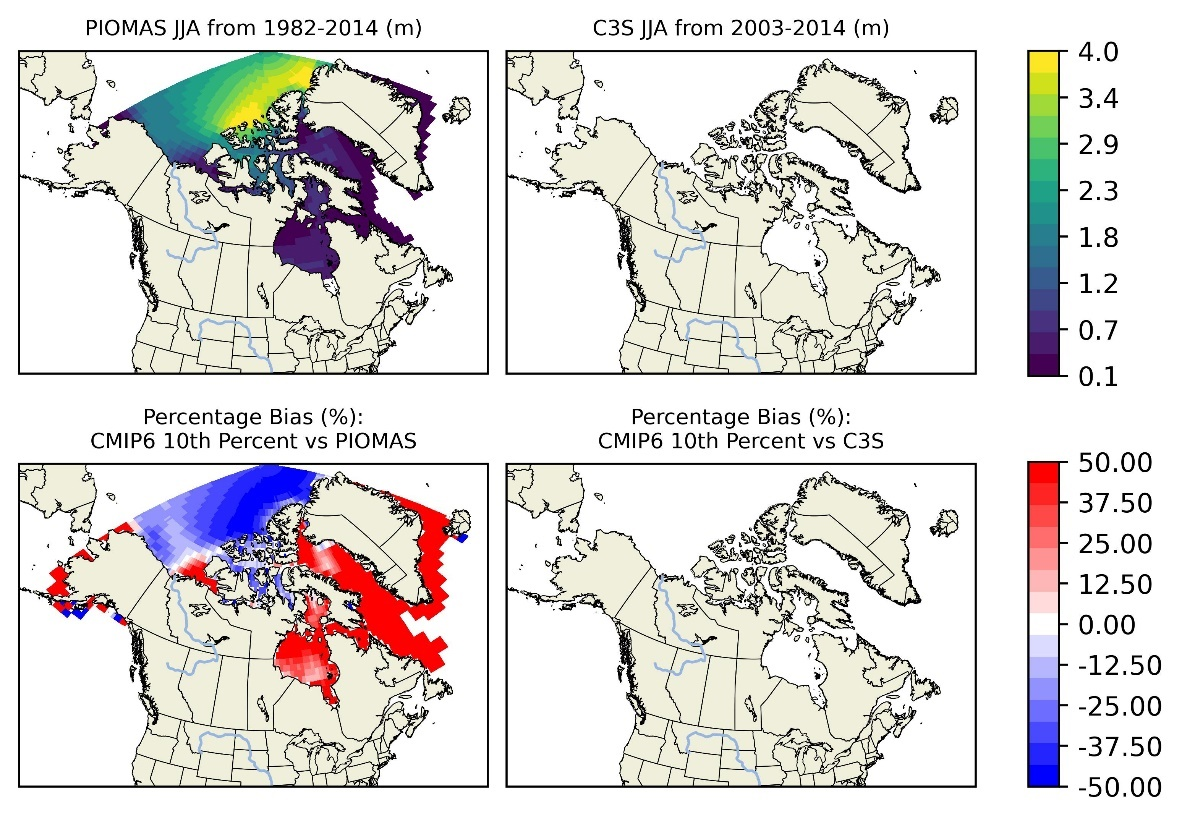 PIOMAS JJA from 1982-2014 (m)
C3S JJA from 2003-2014 (m)
4.0
3.4
2.9
2.3
1.8
1.2
0.7
0.1
Percentage Bias (%):
CMIP6 10th Percent vs PIOMAS
Percentage Bias (%):
CMIP6 10th Percent vs C3S
50.00
37.50
25.00
12.50
0.00
-12.50
-25.00
-37.50
-50.00